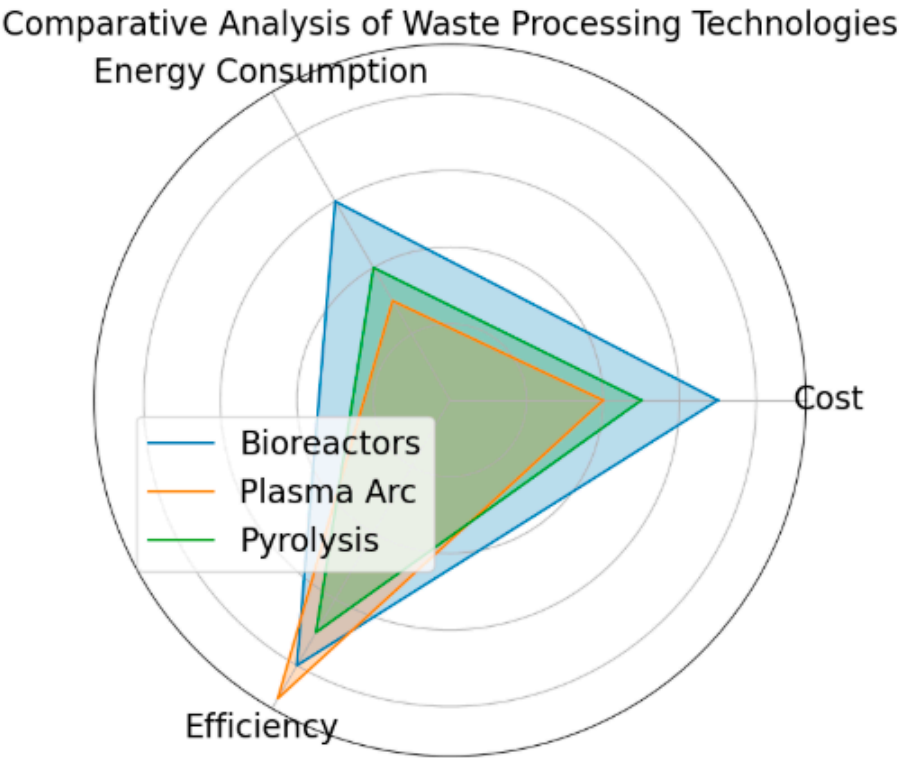 Comparative Analysis of Waste Processing Technologies
Energy Consumption
Cost
Bioreactors
Plasma Arc
Pyrolysis
Efficiency